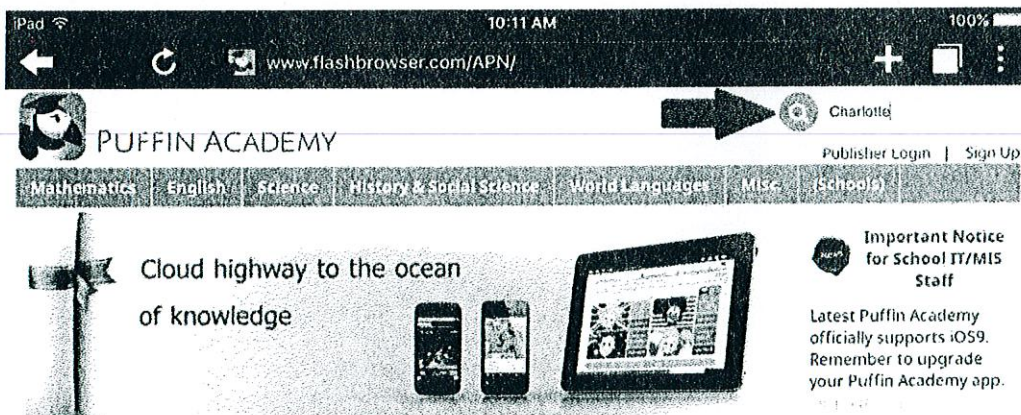 iPad 10:11 AM 100%
www.flashbrowser.com/APN/
Charlotte
PUFFIN ACADEMY
Publisher Login | Sign Up
Mathematics English Science History & Social Science World Languages Misc. (Schools)
Cloud highway to the ocean
of knowledge
Important Notice
for School IT/MIS
Staff
Latest Puffin Academy
officially supports iOS9.
Remember to upgrade
your Puffin Academy app.